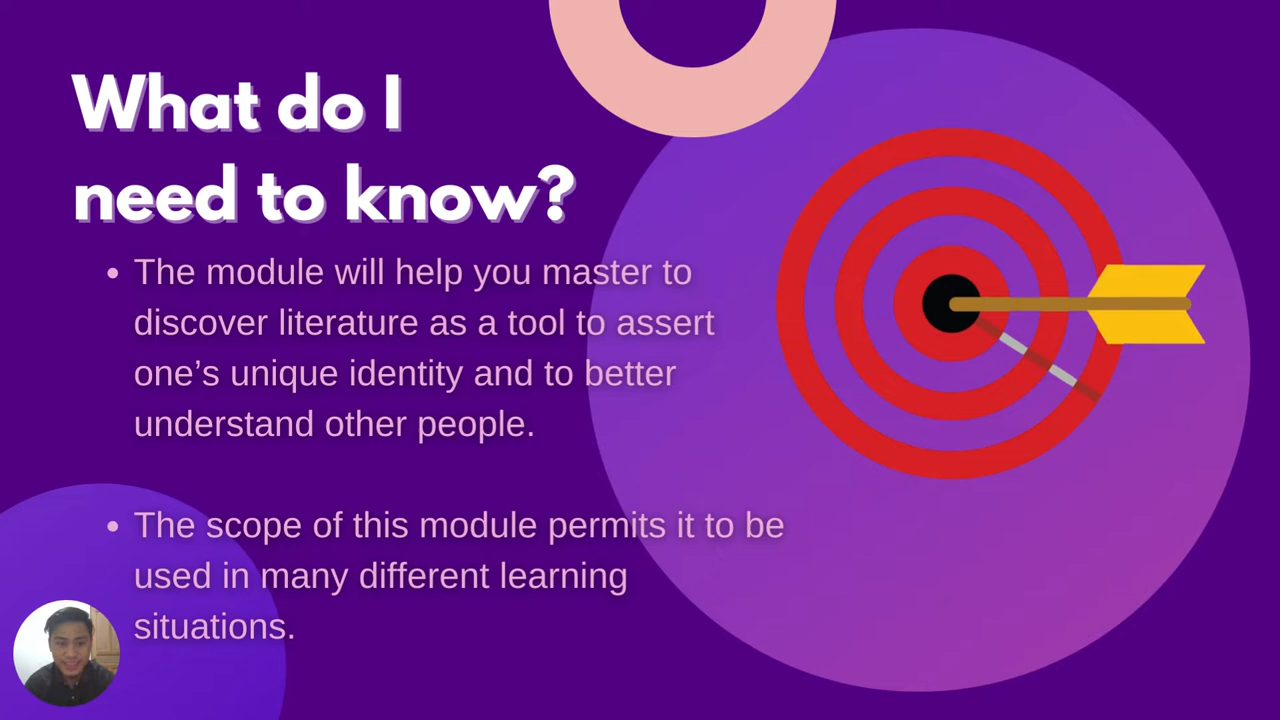 What do I
need to know?
• The module will help you master to
discover literature as a tool to assert
one’s unique identity and to better
understand other people.
• The scope of this module permits it to be
used in many different learning
situations.